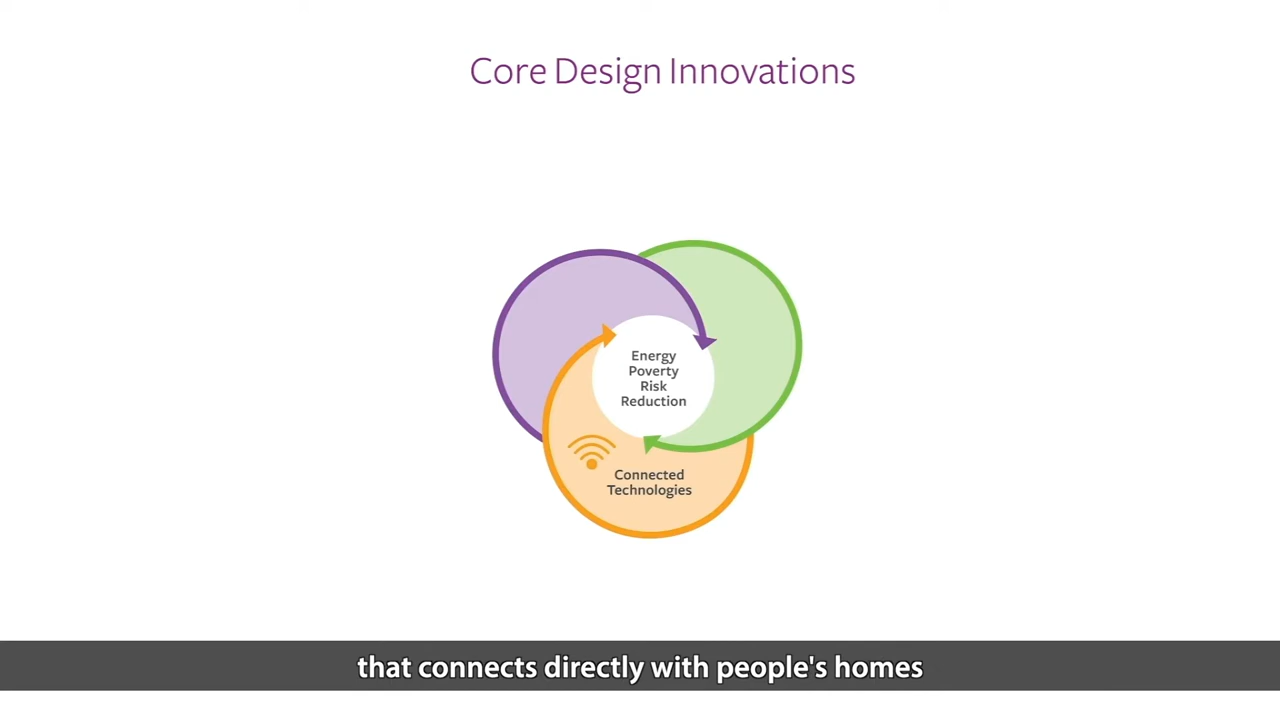 Core Design Innovations
Energy
Poverty
Risk
Reduction
Connected
Technologies
that connects directly with people's homes